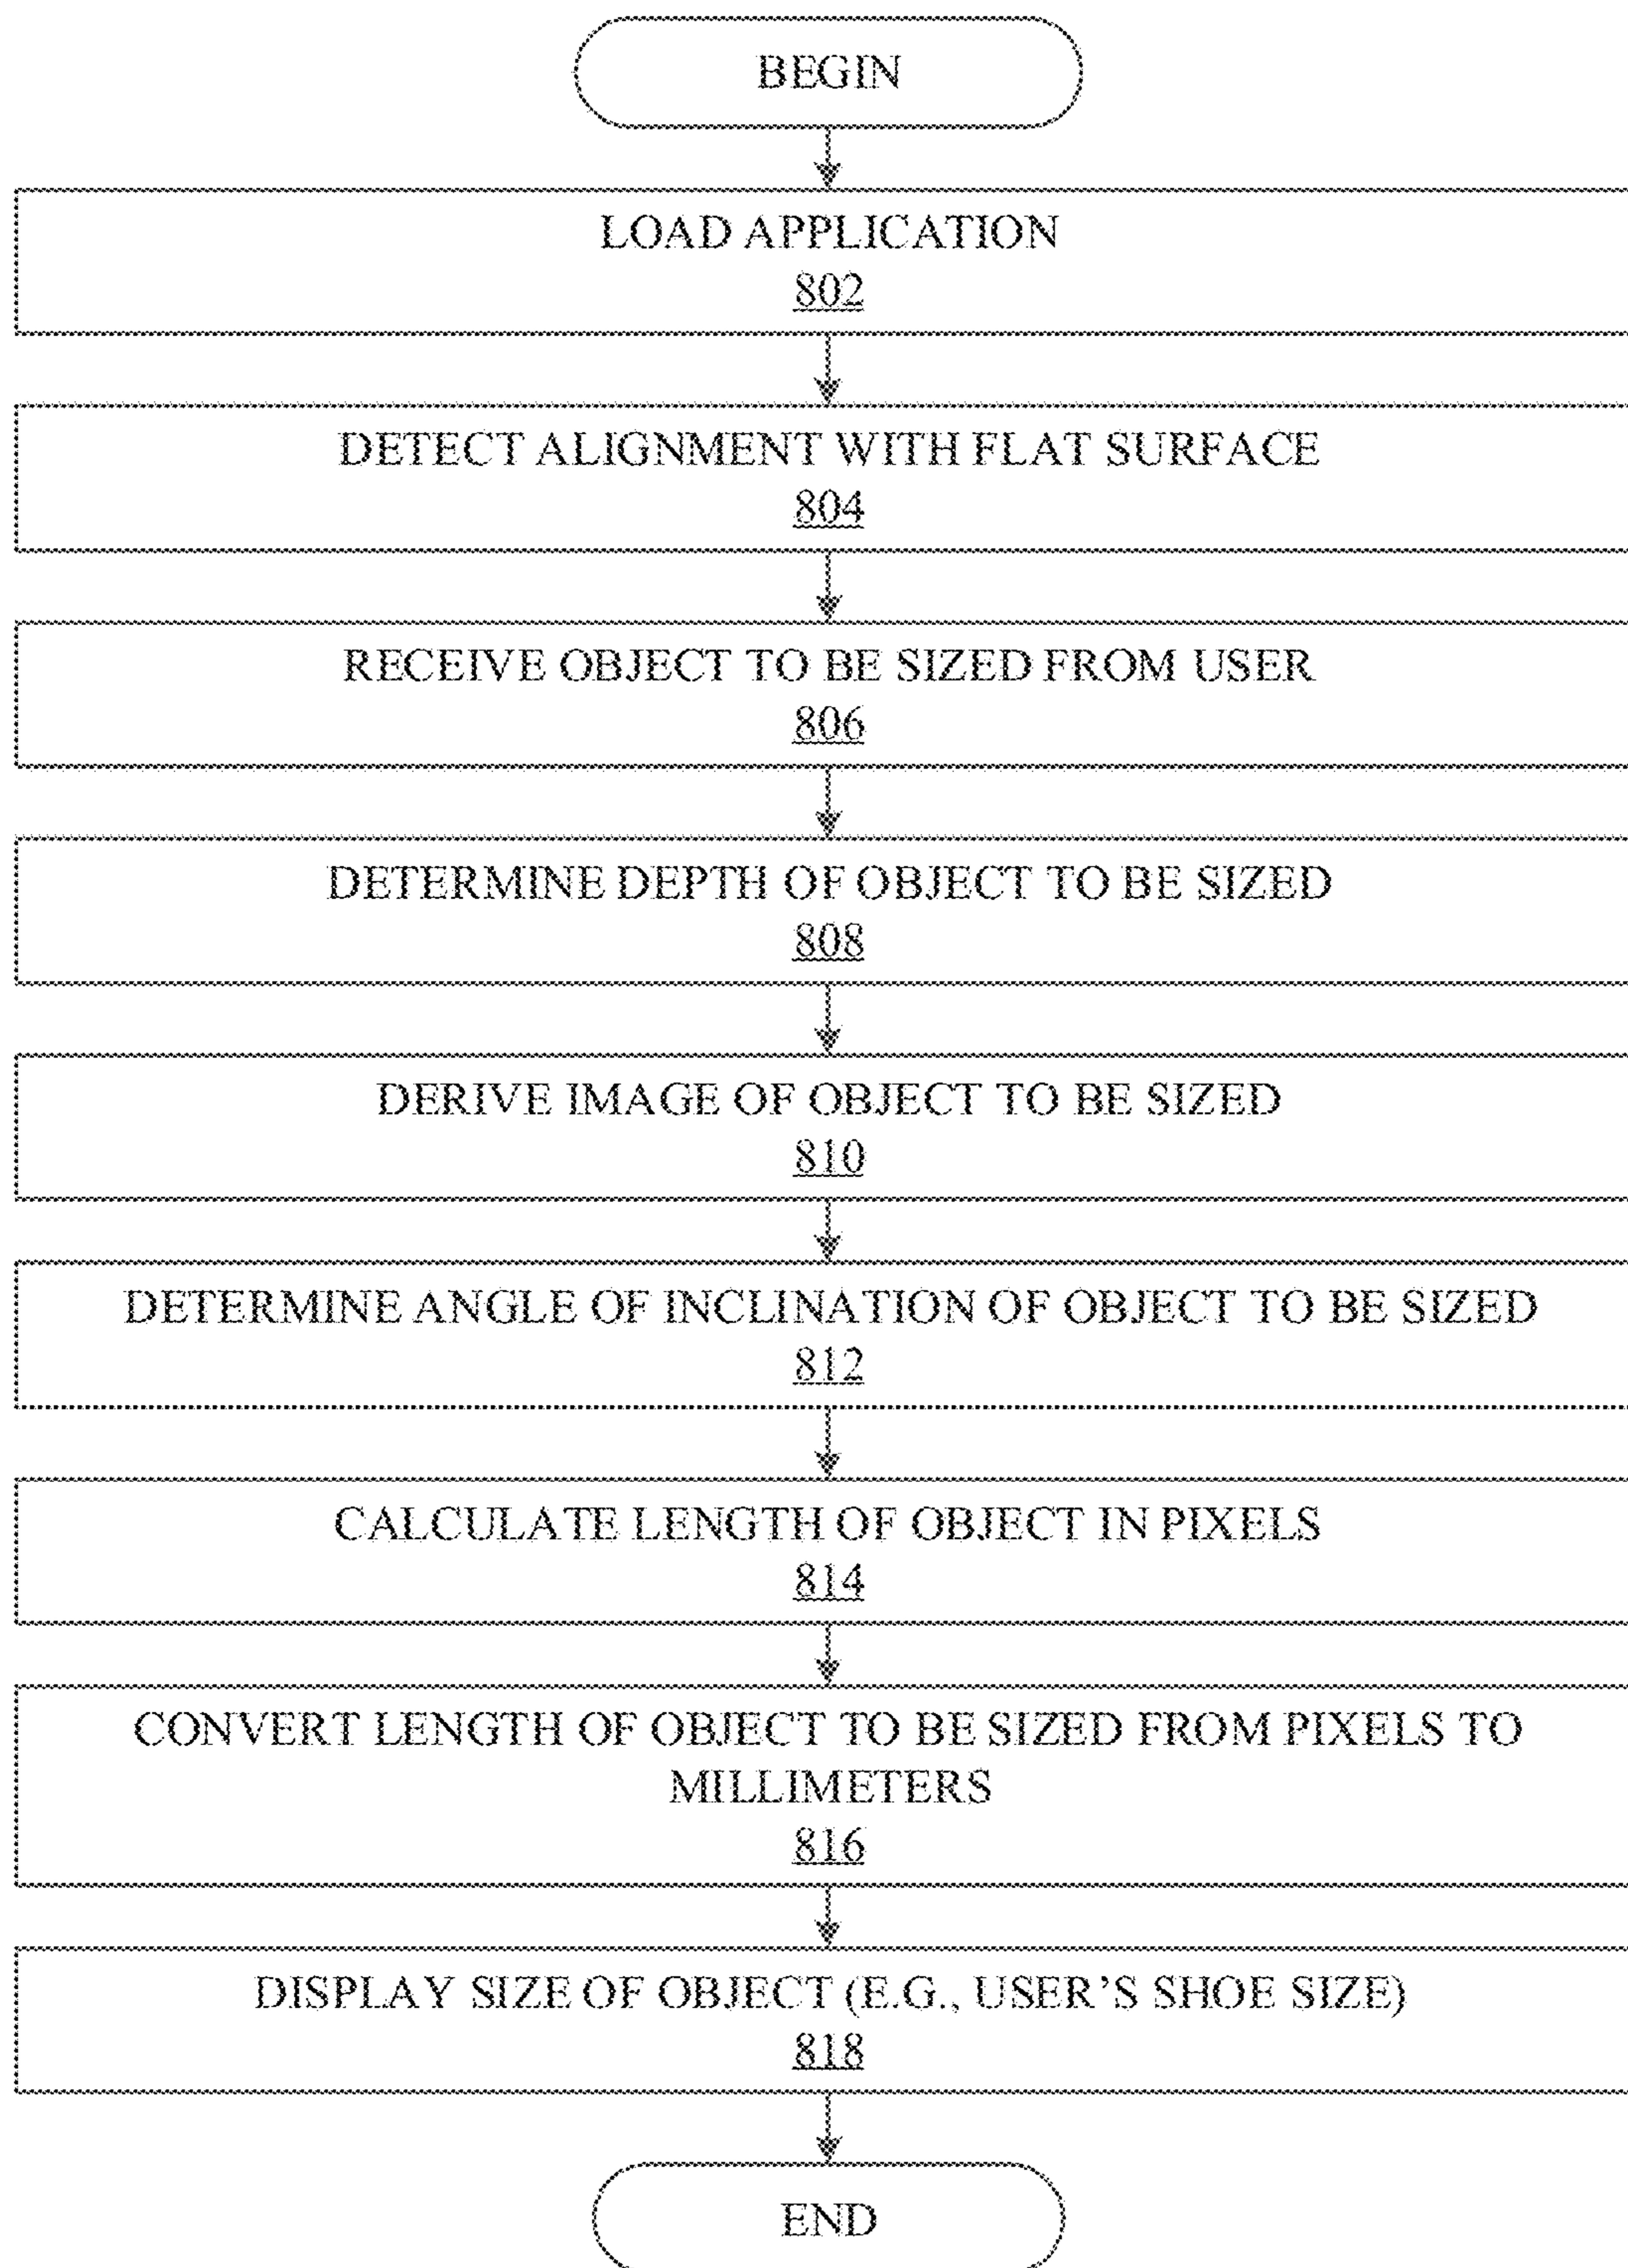 BEGIN
LOAD APPLICATION
802
DETECT ALIGNMENT WITH FLAT SURFACE
804
RECEIVE OBJECT TO BE SIZED FROM USER
806
DETERMINE DEPTH OF OBJECT TO BE SIZED
808
DERIVE IMAGE OF OBJECT TO BE SIZED
810
DETERMINE ANGLE OF INCLINATION OF OBJECT TO BE SIZED
812
CALCULATE LENGTH OF OBJECT IN PIXELS
814
CONVERT LENGTH OF OBJECT TO BE SIZED FROM PIXELS TO
MILLIMETERS
816
DISPLAY SIZE OF OBJECT (E.G., USER'S SHOE SIZE)
818
END